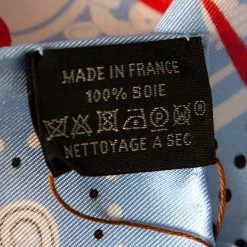 MADE IN FRANCE
100% SOIE
NETTOYAGE A SEC